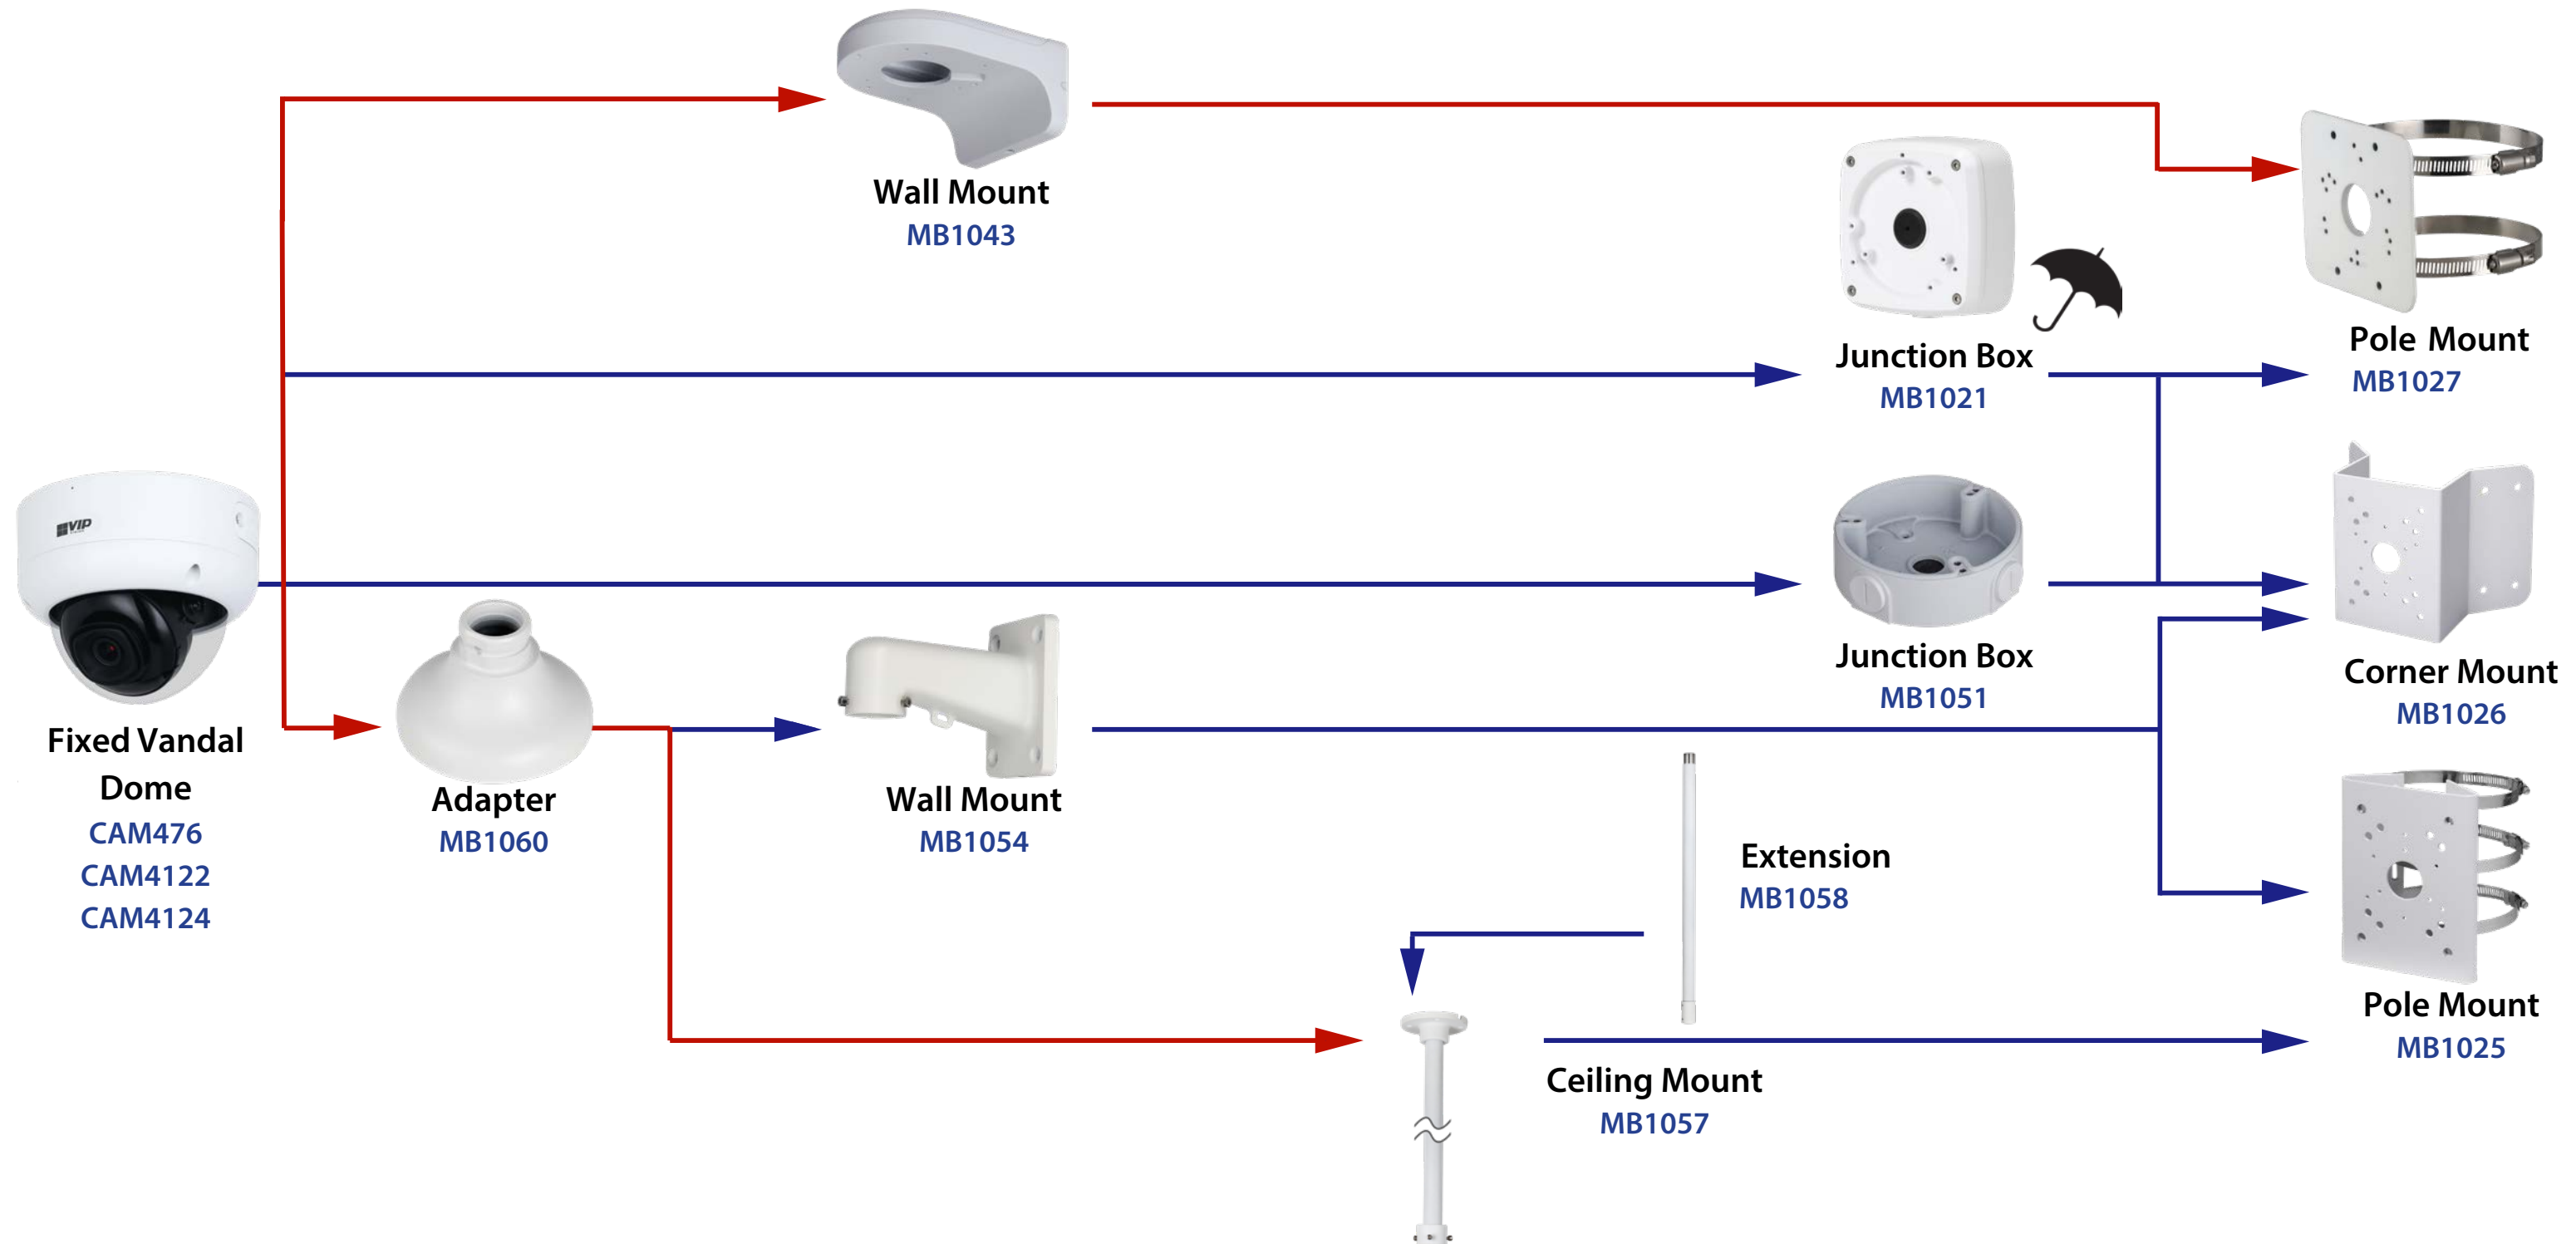 Wall Mount
MB1043
Junction Box
MB1021
Pole Mount
MB1027
VIP
Fixed Vandal
Dome
CAM476
CAM4122
CAM4124
Adapter
MB1060
Wall Mount
MB1054
Junction Box
MB1051
Corner Mount
MB1026
Extension
MB1058
Ceiling Mount
MB1057
Pole Mount
MB1025